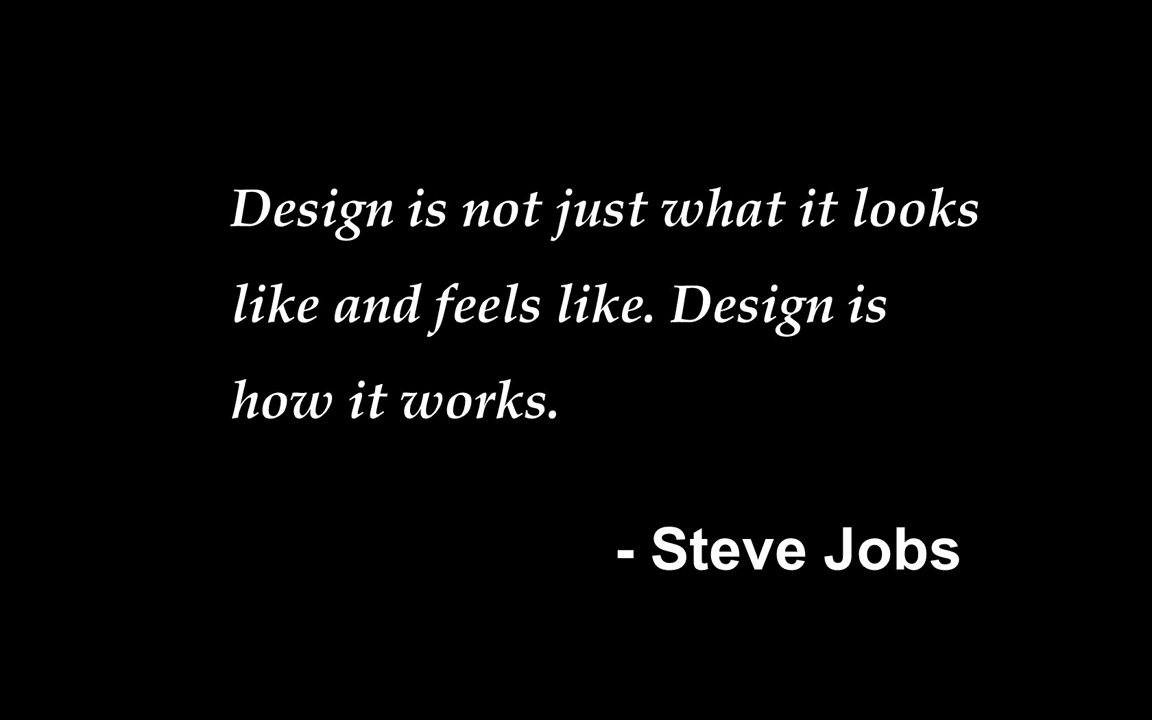 Design is not just what it looks
like and feels like. Design is
how it works.
- Steve Jobs